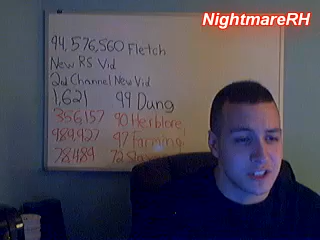 NightmareRH
94,576,560 Fletch
New RS Vid
2nd Channel New Vid
1,621 99 Dung
356,157 90 Herblore
989,927 97 Farming
78,489 72